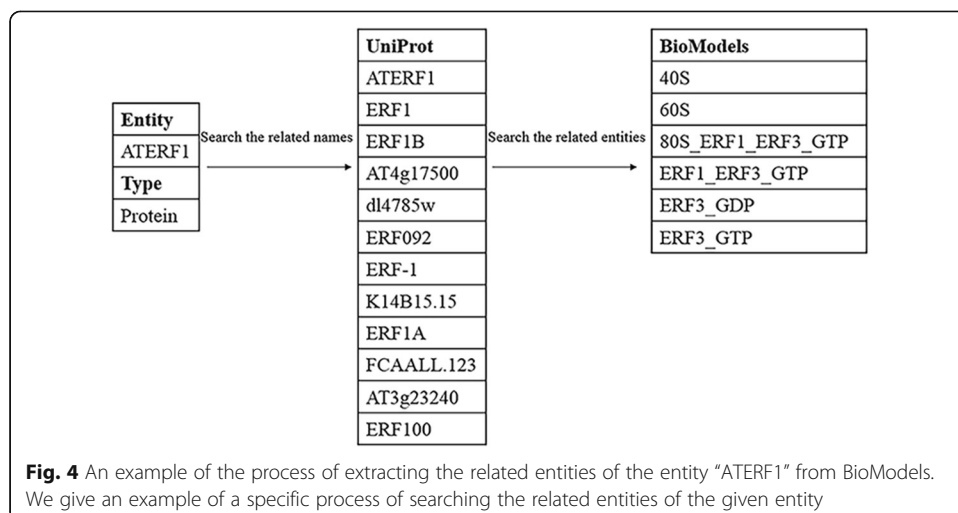 Entity
ATERF1
Type
Protein
Search the related names
UniProt
ATERF1
ERF1
ERF1B
AT4g17500
dl4785w
ERF092
ERF-1
K14B15.15
ERF1A
FCAALL.123
AT3g23240
ERF100
Search the related entities
BioModels
40S
60S
80S_ERF1_ERF3_GTP
ERF1_ERF3_GTP
ERF3_GDP
ERF3_GTP
Fig. 4 An example of the process of extracting the related entities of the entity “ATERF1” from BioModels.
We give an example of a specific process of searching the related entities of the given entity